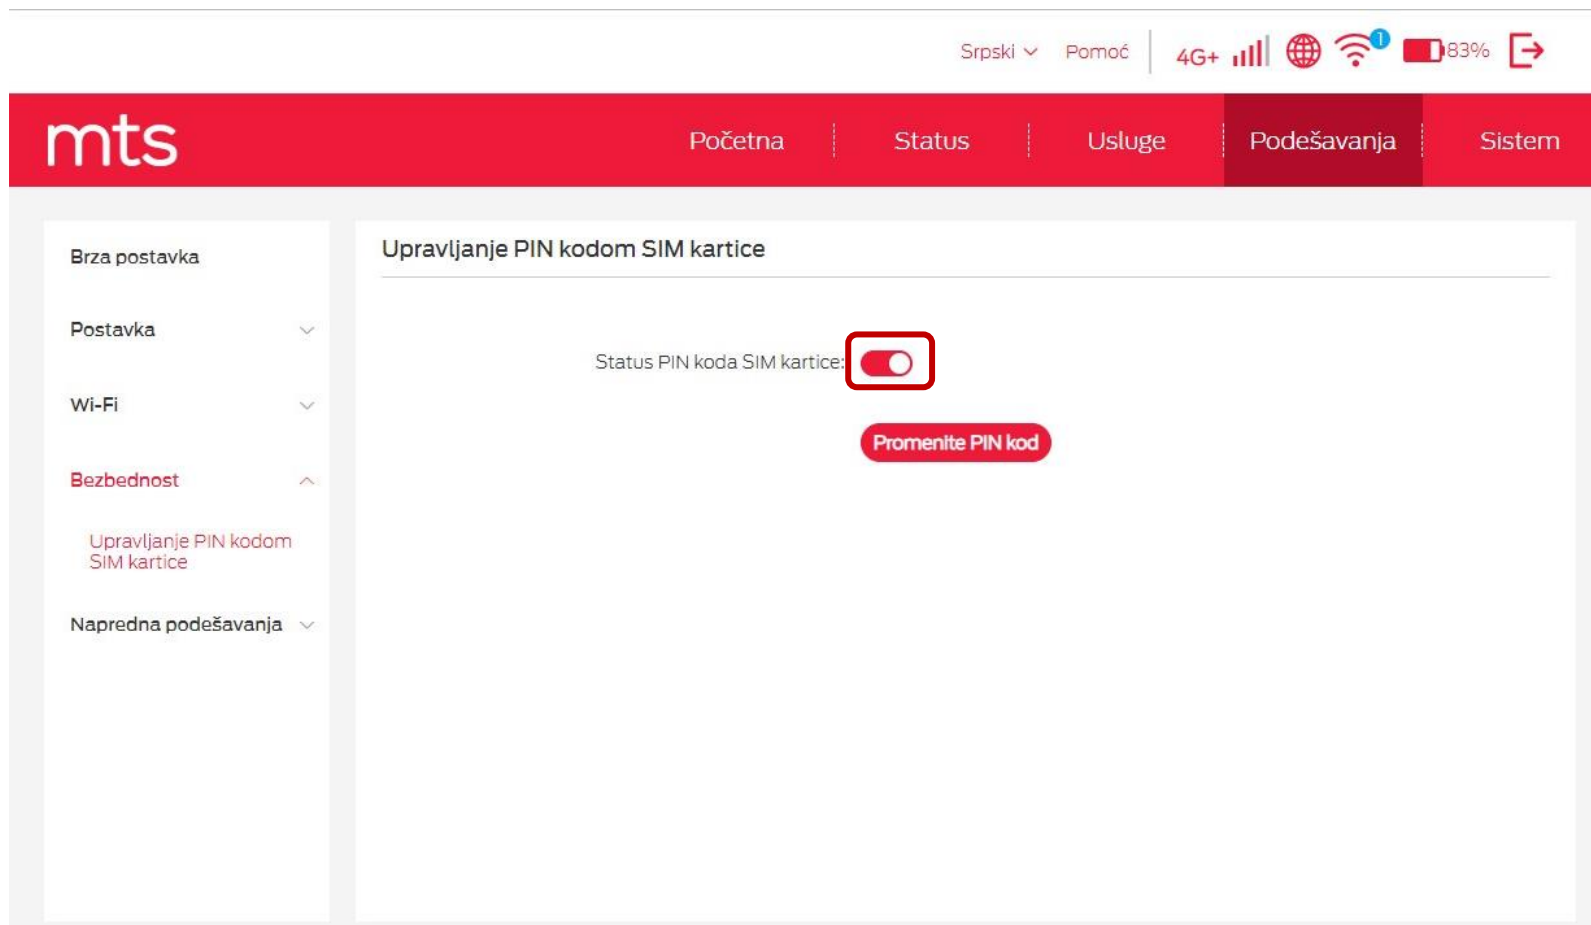 Srpski Pomoć 4G+ 1 83%
mts
Početna Status Usluge Podešavanja Sistem
Brza postavka
Postavka
Wi-Fi
Bezbednost
Upravljanje PIN kodom
SIM kartice
Napredna podešavanja
Upravljanje PIN kodom SIM kartice
Status PIN koda SIM kartice:
Promenite PIN kod